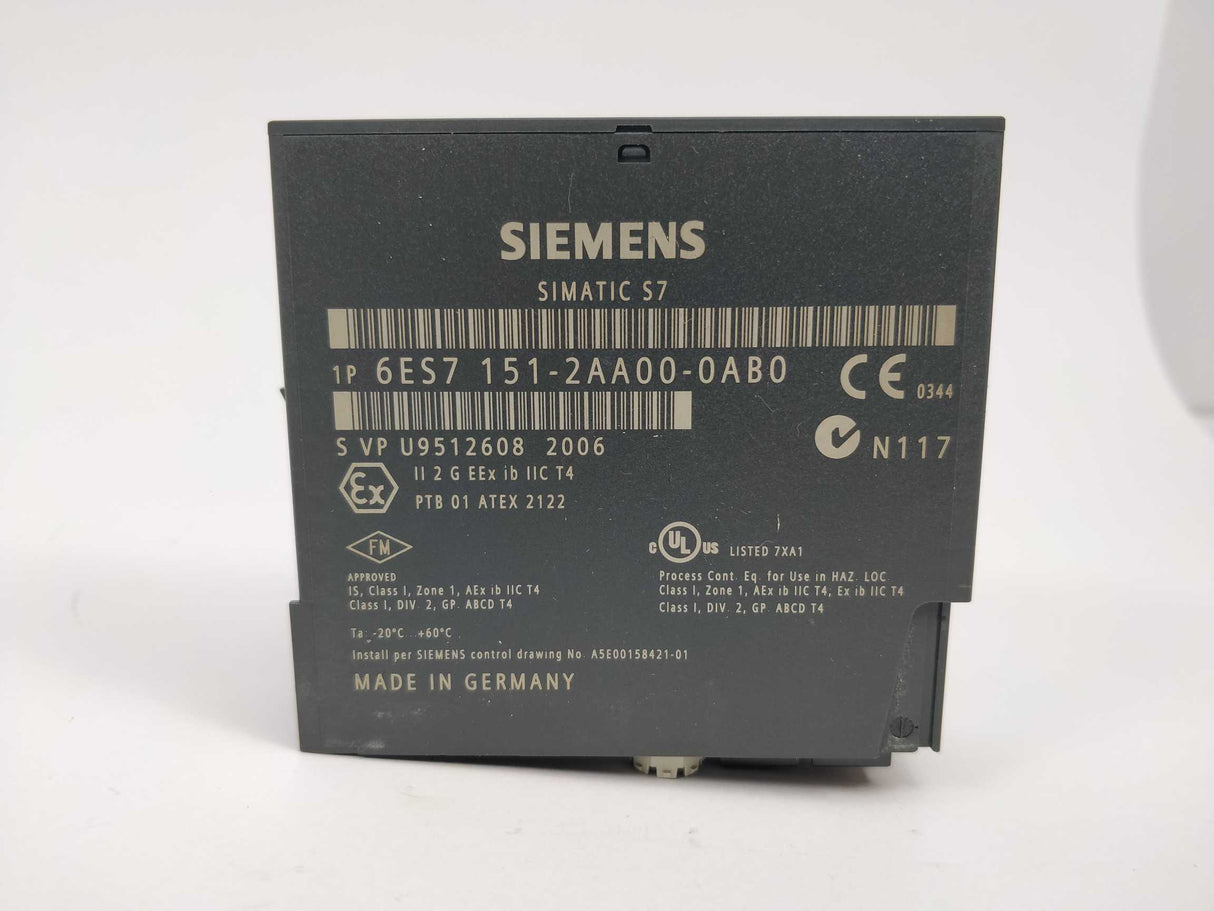 SIEMENS
SIMATIC S7
1P 6ES7 151-2AA00-0AB0
CE 0344
S VP U9512608 2006
N117
Ex II 2 G EEx ib IIC T4
PTB 01 ATEX 2122
FM
APPROVED
IS, Class I, Zone 1, AEx ib IIC T4
Class I, DIV. 2, GP. ABCD T4
C UL US LISTED 7XA1
Process Cont. Eq. for Use in HAZ. LOC.
Class I, Zone 1, AEx ib IIC T4; Ex ib IIC T4
Class I, DIV. 2, GP. ABCD T4
Ta: -20°C...+60°C
Install per SIEMENS control drawing No. A5E00158421-01
MADE IN GERMANY